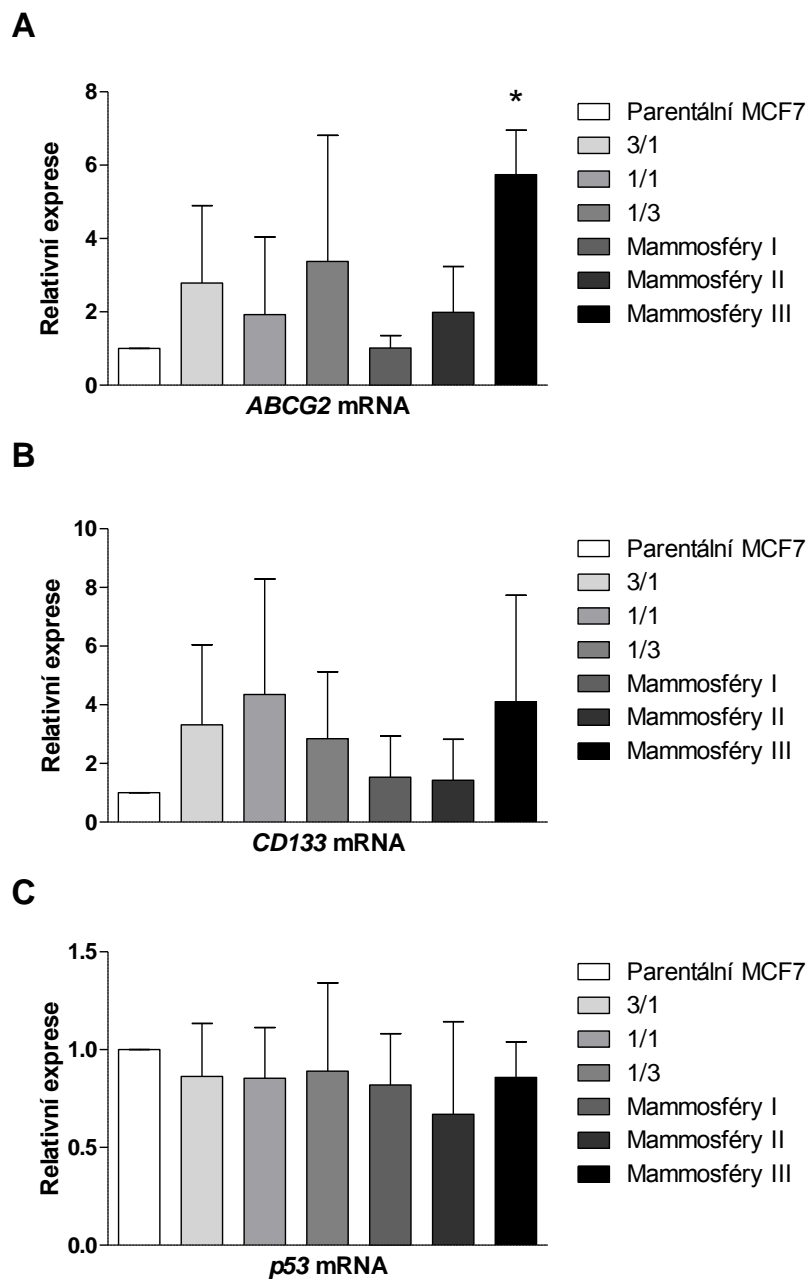 A
Relativní exprese
8
6
4
2
0
*
ABCG2 mRNA
Parentální MCF7
3/1
1/1
1/3
Mammosféry I
Mammosféry II
Mammosféry III
B
Relativní exprese
10
8
6
4
2
0
CD133 mRNA
Parentální MCF7
3/1
1/1
1/3
Mammosféry I
Mammosféry II
Mammosféry III
C
Relativní exprese
1.5
1.0
0.5
0.0
p53 mRNA
Parentální MCF7
3/1
1/1
1/3
Mammosféry I
Mammosféry II
Mammosféry III